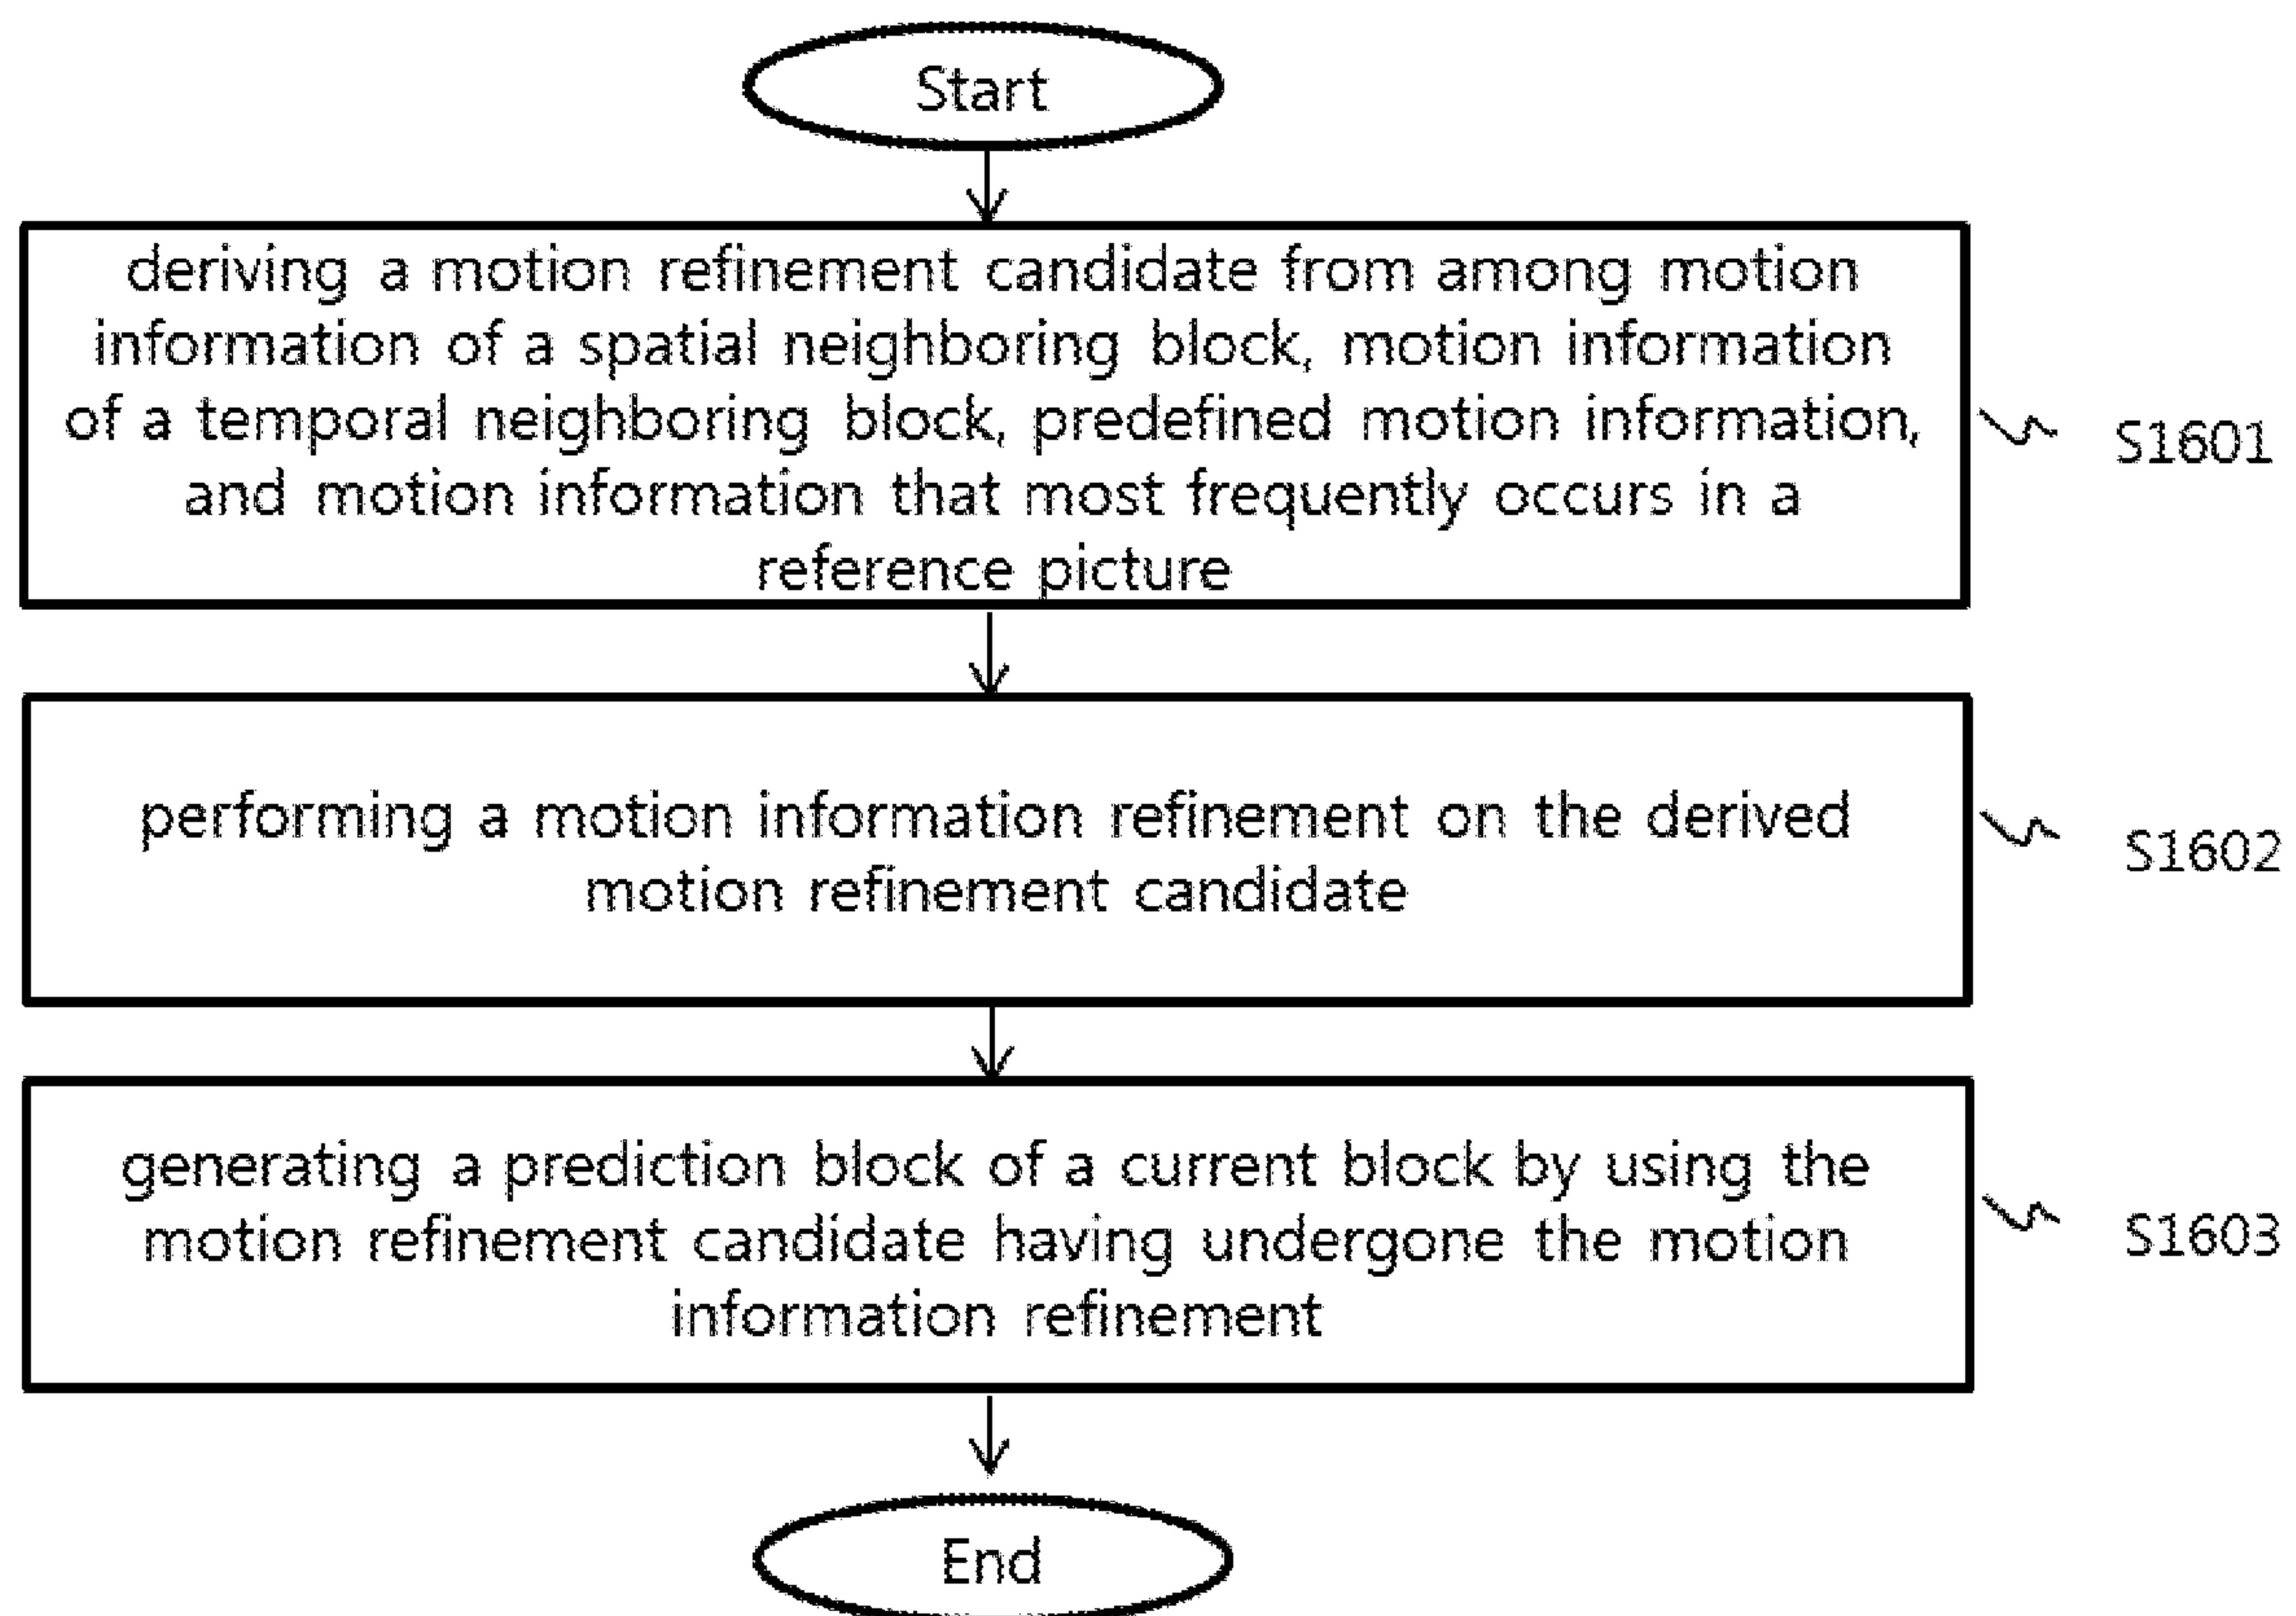 Start
deriving a motion refinement candidate from among motion
information of a spatial neighboring block, motion information
of a temporal neighboring block, predefined motion information,
and motion information that most frequently occurs in a
reference picture
S1601
performing a motion information refinement on the derived
motion refinement candidate
S1602
generating a prediction block of a current block by using the
motion refinement candidate having undergone the motion
information refinement
S1603
End